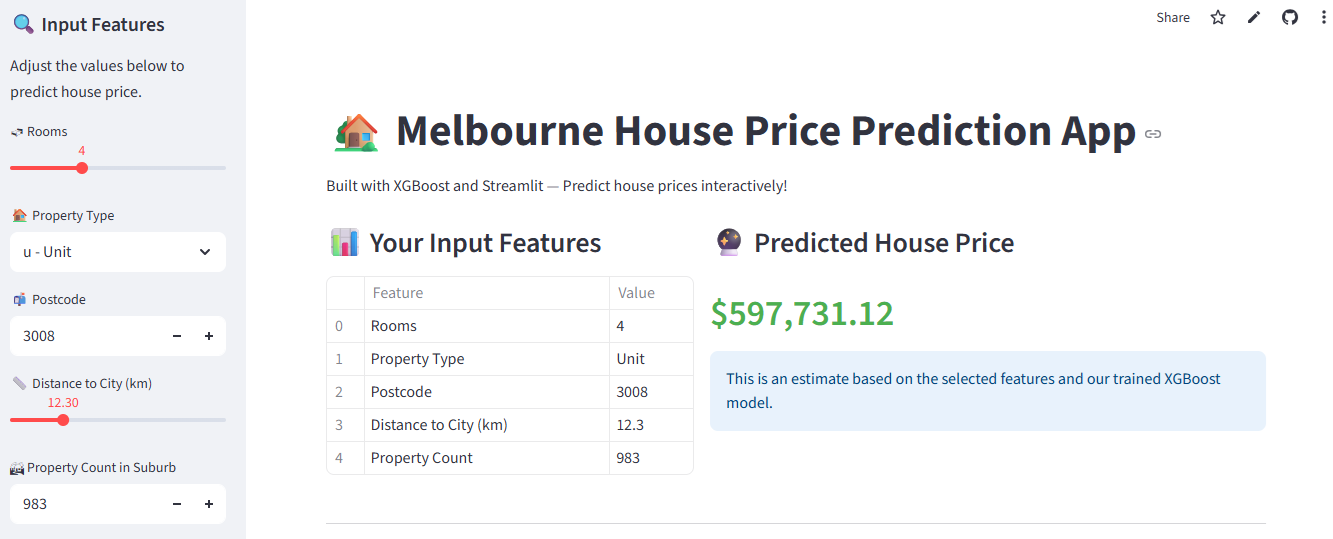 Input Features
Adjust the values below to
predict house price.
Rooms
4
Property Type
u - Unit
Postcode
3008
Distance to City (km)
12.30
Property Count in Suburb
983
Share
Melbourne House Price Prediction App
Built with XGBoost and Streamlit — Predict house prices interactively!
Your Input Features
Feature Value
0 Rooms 4
1 Property Type Unit
2 Postcode 3008
3 Distance to City (km) 12.3
4 Property Count 983
Predicted House Price
$597,731.12
This is an estimate based on the selected features and our trained XGBoost
model.